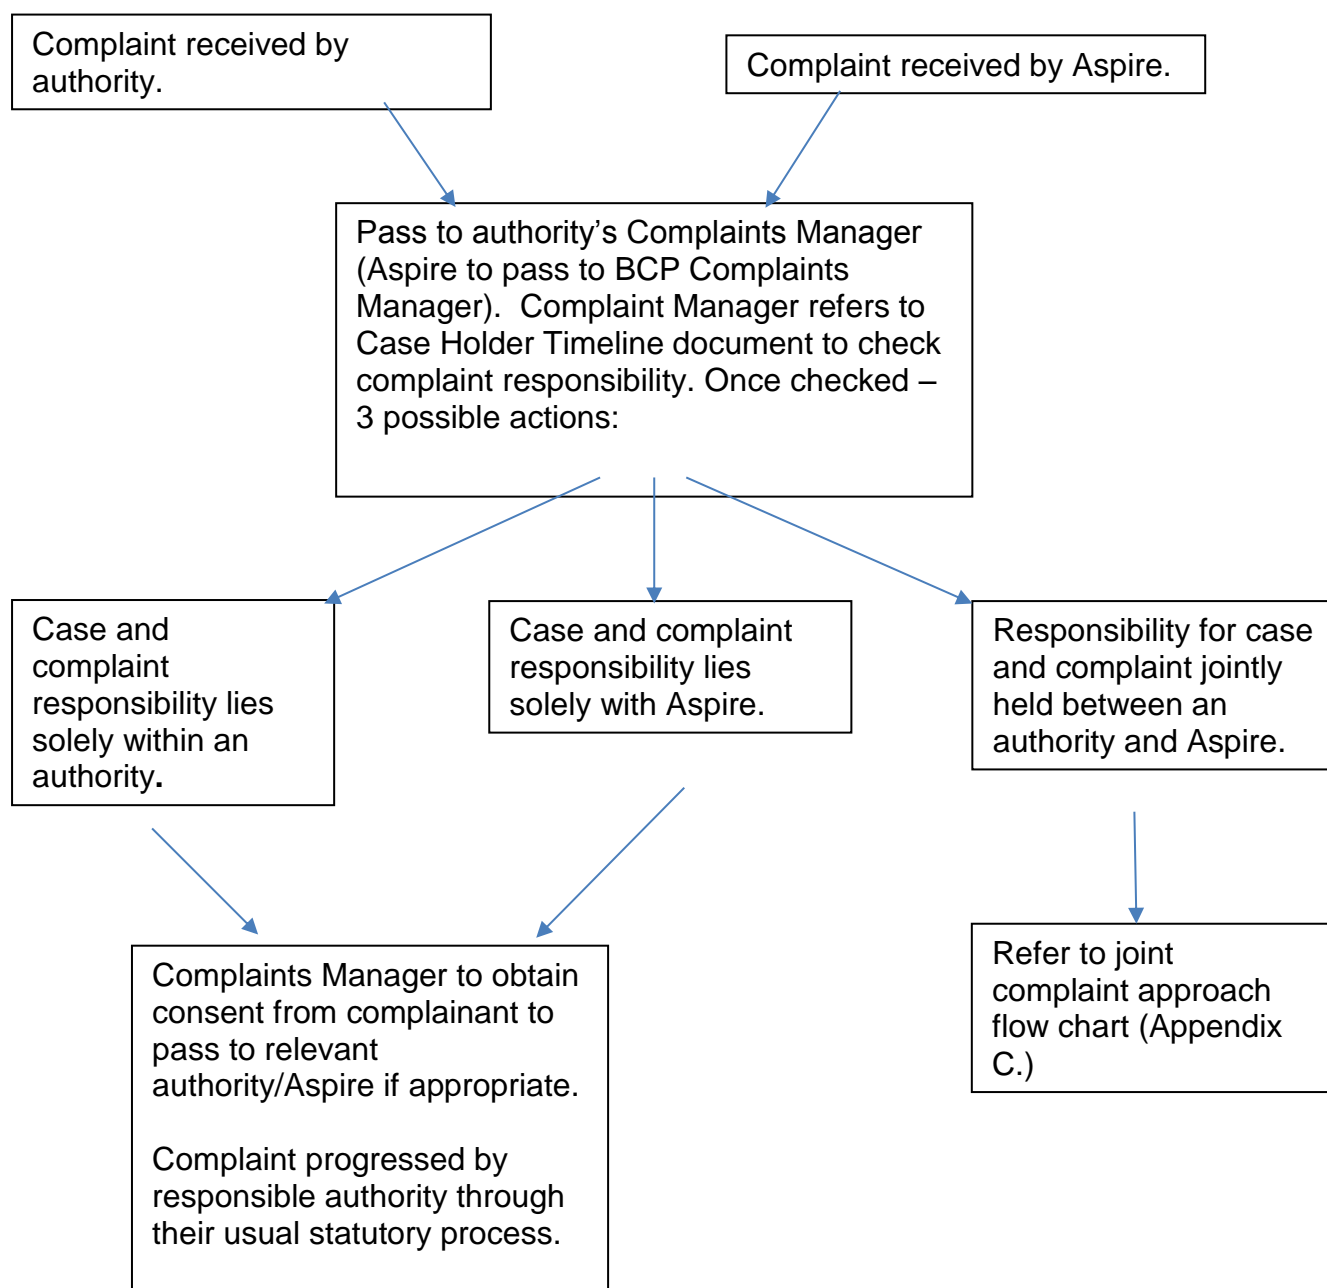 Complaint received by
authority.
Complaint received by Aspire.
Pass to authority’s Complaints Manager
(Aspire to pass to BCP Complaints
Manager).  Complaint Manager refers to
Case Holder Timeline document to check
complaint responsibility. Once checked –
3 possible actions:
Case and
complaint
responsibility lies
solely within an
authority.
Case and complaint
responsibility lies
solely with Aspire.
Responsibility for case
and complaint jointly
held between an
authority and Aspire.
Complaints Manager to obtain
consent from complainant to
pass to relevant
authority/Aspire if appropriate.
Complaint progressed by
responsible authority through
their usual statutory process.
Refer to joint
complaint approach
flow chart (Appendix
C.)